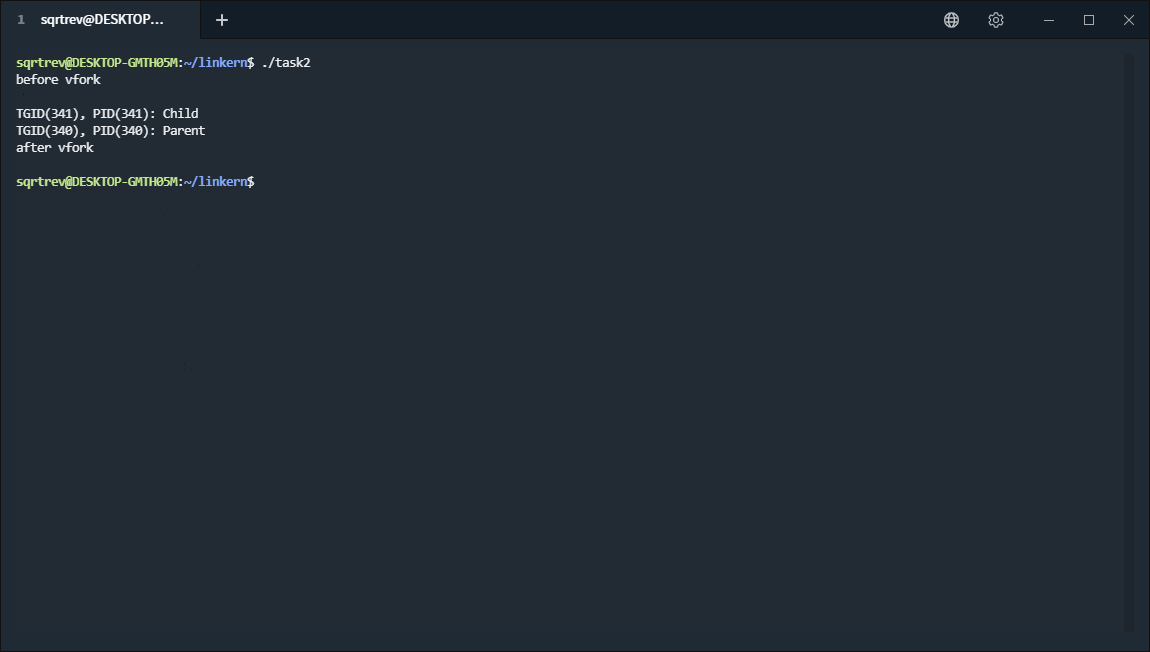 1 sqrtrev@DESKTOP...
sqrtrev@DESKTOP-GMTH05M:~/linkern$ ./task2
before vfork
TGID(341), PID(341): Child
TGID(340), PID(340): Parent
after vfork
sqrtrev@DESKTOP-GMTH05M:~/linkern$